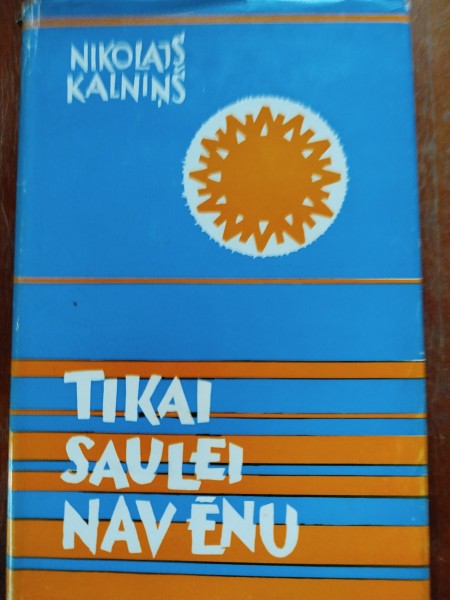 NIKOLAJS
KALNIŅŠ
TIKAI
SAULEI
NAV ĒNU